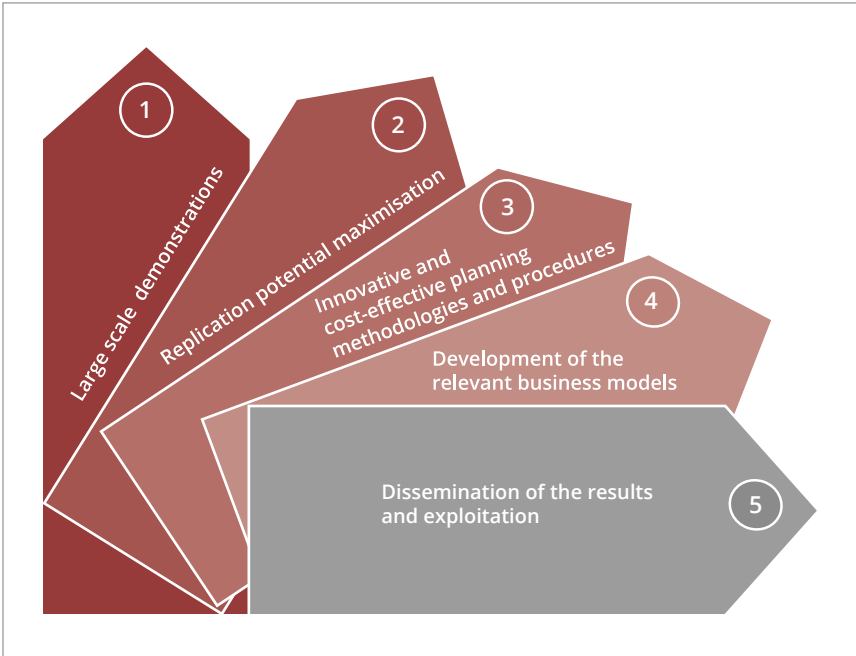 1
Large scale demonstrations
2
Replication potential maximisation
3
Innovative and
cost-effective planning
methodologies and procedures
4
Development of the
relevant business models
Dissemination of the results
and exploitation
5